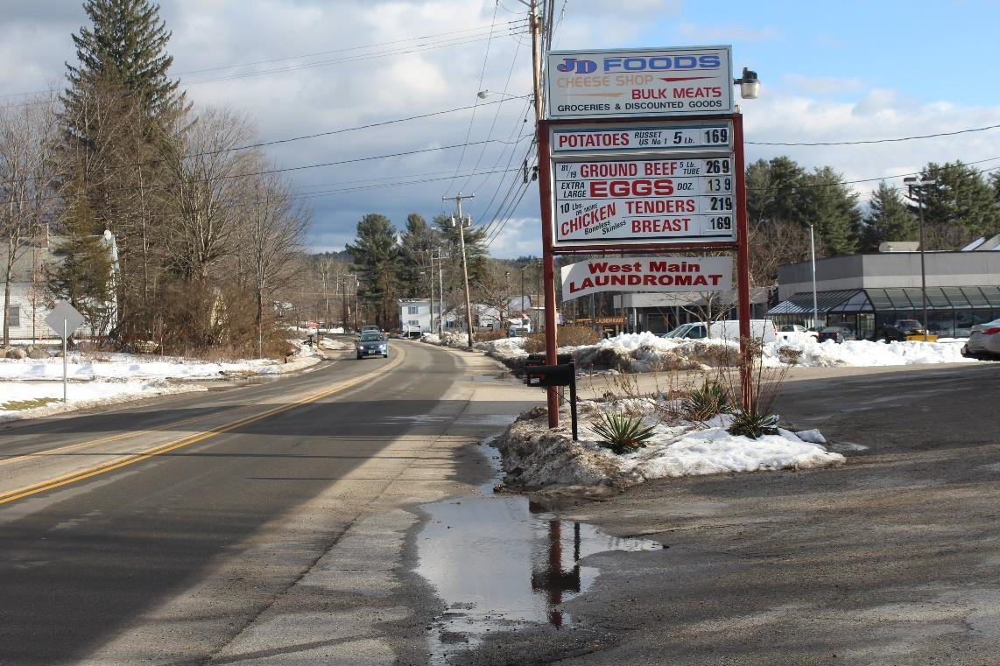 JD FOODS
CHEESE SHOP
BULK MEATS
GROCERIES & DISCOUNTED GOODS
POTATOES RUSSET US No. 1 5 Lb. 169
81/19 GROUND BEEF 5 Lb. TUBE 269
EXTRA LARGE EGGS DOZ. 139
10 Lbs. OR MORE CHICKEN TENDERS 219
Boneless Skinless BREAST 169
West Main
LAUNDROMAT
LAUNDROMAT